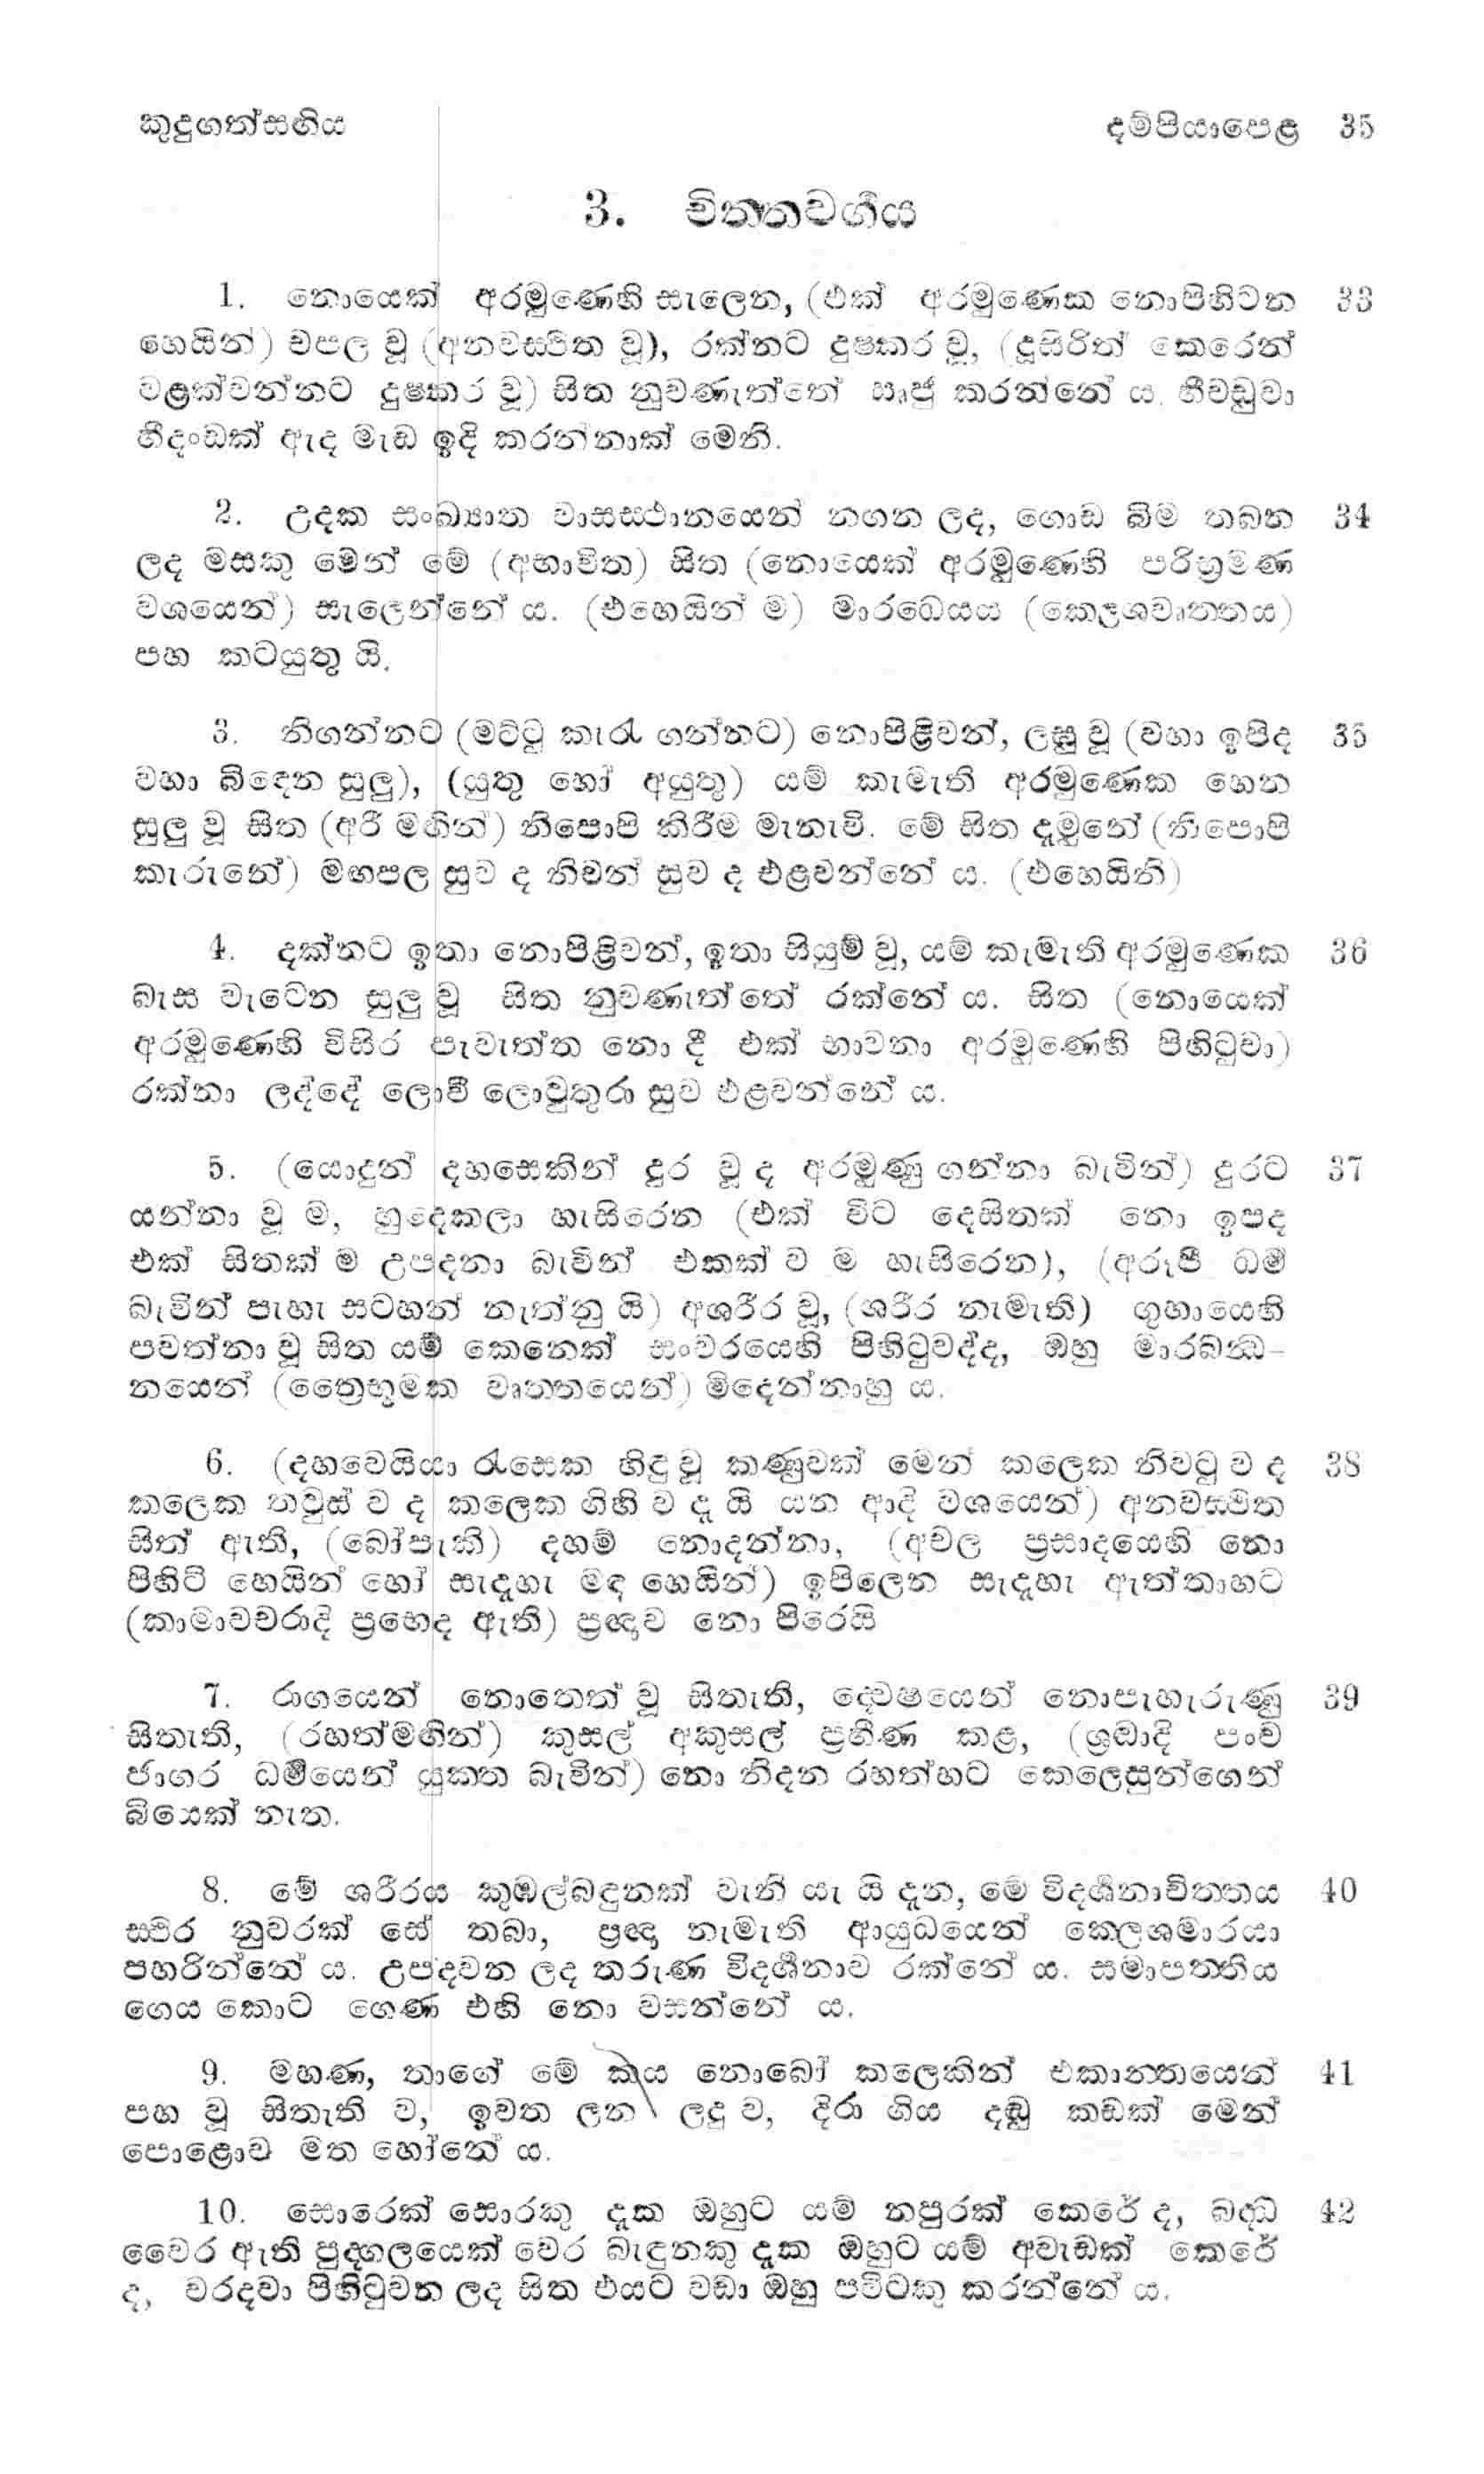 කුදුගත්සඟිය දම්පියාපෙළ 35
3. චිත්තවර්‍ගය
1. නොයෙක් අරමුණෙහි සැලෙන, (එක් අරමුණෙක නොපිහිටන 33
හෙයින්) චපල වූ (අනවස්ථිත වූ), රක්නට දුෂ්කර වූ, (දූසිරිත් කෙරෙන්
වළක්වන්නට දුෂ්කර වූ) සිත නුවණැත්තේ ඍජු කරන්නේ ය. හීවඩුවා
හීදංඩක් ඇද මැඩ ඉදි කරන්නාක් මෙනි.
2. උදක සංඛ්‍යාත වාසස්ථානයෙන් නගන ලද, ගොඩ බිම තබන 34
ලද මසකු මෙන් මේ (අභාවිත) සිත (නොයෙක් අරමුණෙහි පරිභ්‍රමණ
වශයෙන්) සැලෙන්නේ ය. (එහෙයින් ම) මාරධෙය්‍යය (ක්ලෙශවෘත්තය)
පහ කටයුතු යි.
3. නිගන්නට (මට්ටු කැරැ ගන්නට) නොපිළිවන්, ලඝු වූ (වහා ඉපිද 35
වහා බිඳෙන සුලු), (යුතු හෝ අයුතු) යම් කැමැති අරමුණෙක හෙන
සුලු වූ සිත (අරී මඟින්) නිපොපි කිරීම මැනැවි. මේ සිත දැමුනේ (නිපොපි
කැරුනේ) මඟපල සුව ද නිවන් සුව ද එළවන්නේ ය. (එහෙයිනි)
4. දක්නට ඉතා නොපිළිවන්, ඉතා සියුම් වූ, යම් කැමැති අරමුණෙක 36
බැස වැටෙන සුලු වූ සිත නුවණැත්තේ රක්නේ ය. සිත (නොයෙක්
අරමුණෙහි විසිර පැවැත්ත නො දී එක් භාවනා අරමුණෙහි පිහිටුවා)
රක්නා ලද්දේ ලොවී ලොවුතුරා සුව එළවන්නේ ය.
5. (යොදුන් දහසෙකින් දුර වූ ද අරමුණු ගන්නා බැවින්) දුරට 37
යන්නා වූ ම, හුදෙකලා හැසිරෙන (එක් විට දෙසිතක් නො ඉපද
එක් සිතක් ම උපදනා බැවින් එකක් ව ම හැසිරෙන), (අරූපී ධර්‍ම
බැවින් පැහැ සටහන් නැත්නු යි) අශරීර වූ, (ශරීර නැමැති) ගුහායෙහි
පවත්නා වූ සිත යම් කෙනෙක් සංවරයෙහි පිහිටුවද්ද, ඔහු මාරබන්‍ධ-
නයෙන් (ත්‍රෛභූමක වෘත්තයෙන්) මිදෙන්නාහු ය.
6. (දහවෙයියා රැසෙක හිඳු වූ කණුවක් මෙන් කලෙක නිවටු ව ද 38
කලෙක තවුස් ව ද කලෙක ගිහි ව දැ යි යන ආදි වශයෙන්) අනවස්ථිත
සිත් ඇති, (බෝපැකි) දහම් නොදන්නා, (අචල ප්‍රසාදයෙහි නො
පිහිටි හෙයින් හෝ සැදැහැ මඳ හෙයින්) ඉපිලෙන සැදැහැ ඇත්තාහට
(කාමාවචරාදි ප්‍රභෙද ඇති) ප්‍රඥාව නො පිරෙයි
7. රාගයෙන් නොතෙත් වූ සිතැති, ද්වෙෂයෙන් නොපැහැරුණු 39
සිතැති, (රහත්මඟින්) කුසල් අකුසල් ප්‍රහීණ කළ, (ශ්‍රද්ධාදි පංච
ජාගර ධර්‍මයෙන් යුක්ත බැවින්) නො නිදන රහත්හට කෙලෙසුන්ගෙන්
බියෙක් නැත.
8. මේ ශරීරය කුඹල්බඳුනක් වැනි යැ යි දැන, මෙ විදර්‍ශනාචිත්තය 40
ස්ථිර නුවරක් සේ තබා, ප්‍රඥා නැමැති ආයුධයෙන් ක්ලෙශමාරයා
පහරින්නේ ය. උපදවන ලද තරුණ විදර්‍ශනාව රක්නේ ය. සමාපත්තිය
ගෙය කොට ගෙණ එහි නො වසන්නේ ය.
9. මහණ, තාගේ මේ කය නොබෝ කලෙකින් එකාන්තයෙන් 41
පහ වූ සිතැති ව, ඉවත ලන ලදු ව, දිරා ගිය දඬු කඩක් මෙන්
පොළොව මත හෝනේ ය.
10. සොරෙක් සොරකු දැක ඔහුට යම් නපුරක් කෙරේ ද, බද්ධ 42
වෛර ඇති පුද්ගලයෙක් වෙර බැඳුනකු දැක ඔහුට යම් අවැඩක් කෙරේ
ද, වරදවා පිහිටුවන ලද සිත එයට වඩා ඔහු පවිටකු කරන්නේ ය.